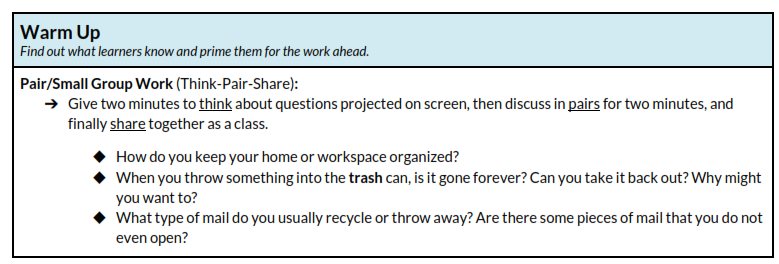 Warm Up
Find out what learners know and prime them for the work ahead.
Pair/Small Group Work (Think-Pair-Share):
➔ Give two minutes to think about questions projected on screen, then discuss in pairs for two minutes, and
finally share together as a class.
◆ How do you keep your home or workspace organized?
◆ When you throw something into the trash can, is it gone forever? Can you take it back out? Why might
you want to?
◆ What type of mail do you usually recycle or throw away? Are there some pieces of mail that you do not
even open?